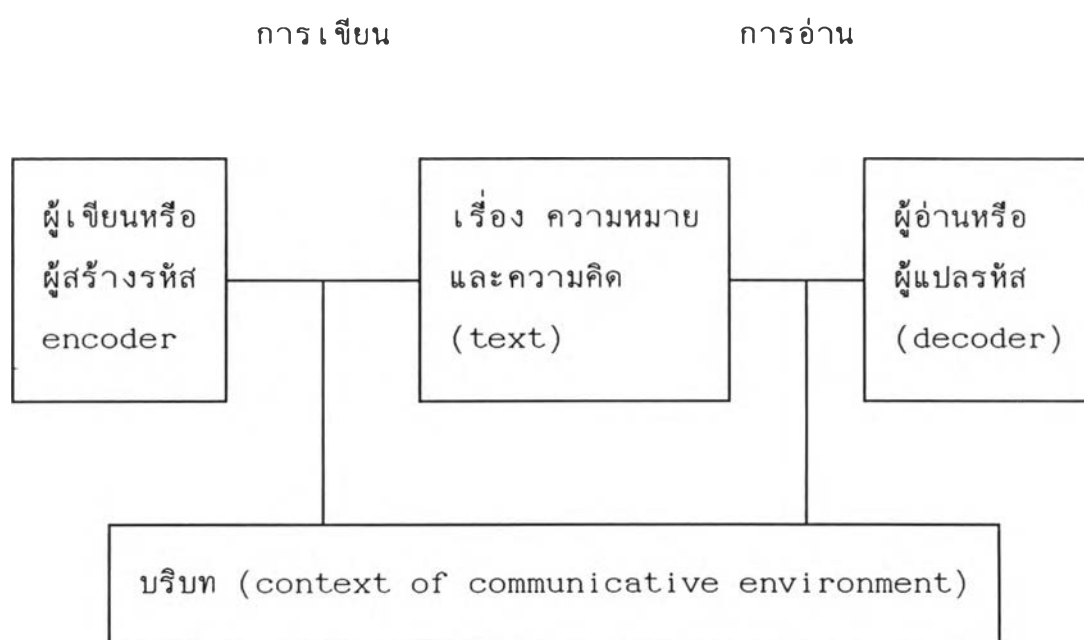 การเขียน การอ่าน
ผู้เขียนหรือ
ผู้สร้างรหัส
encoder
เรื่อง ความหมาย
และความคิด
(text)
ผู้อ่านหรือ
ผู้แปลรหัส
(decoder)
บริบท (context of communicative environment)